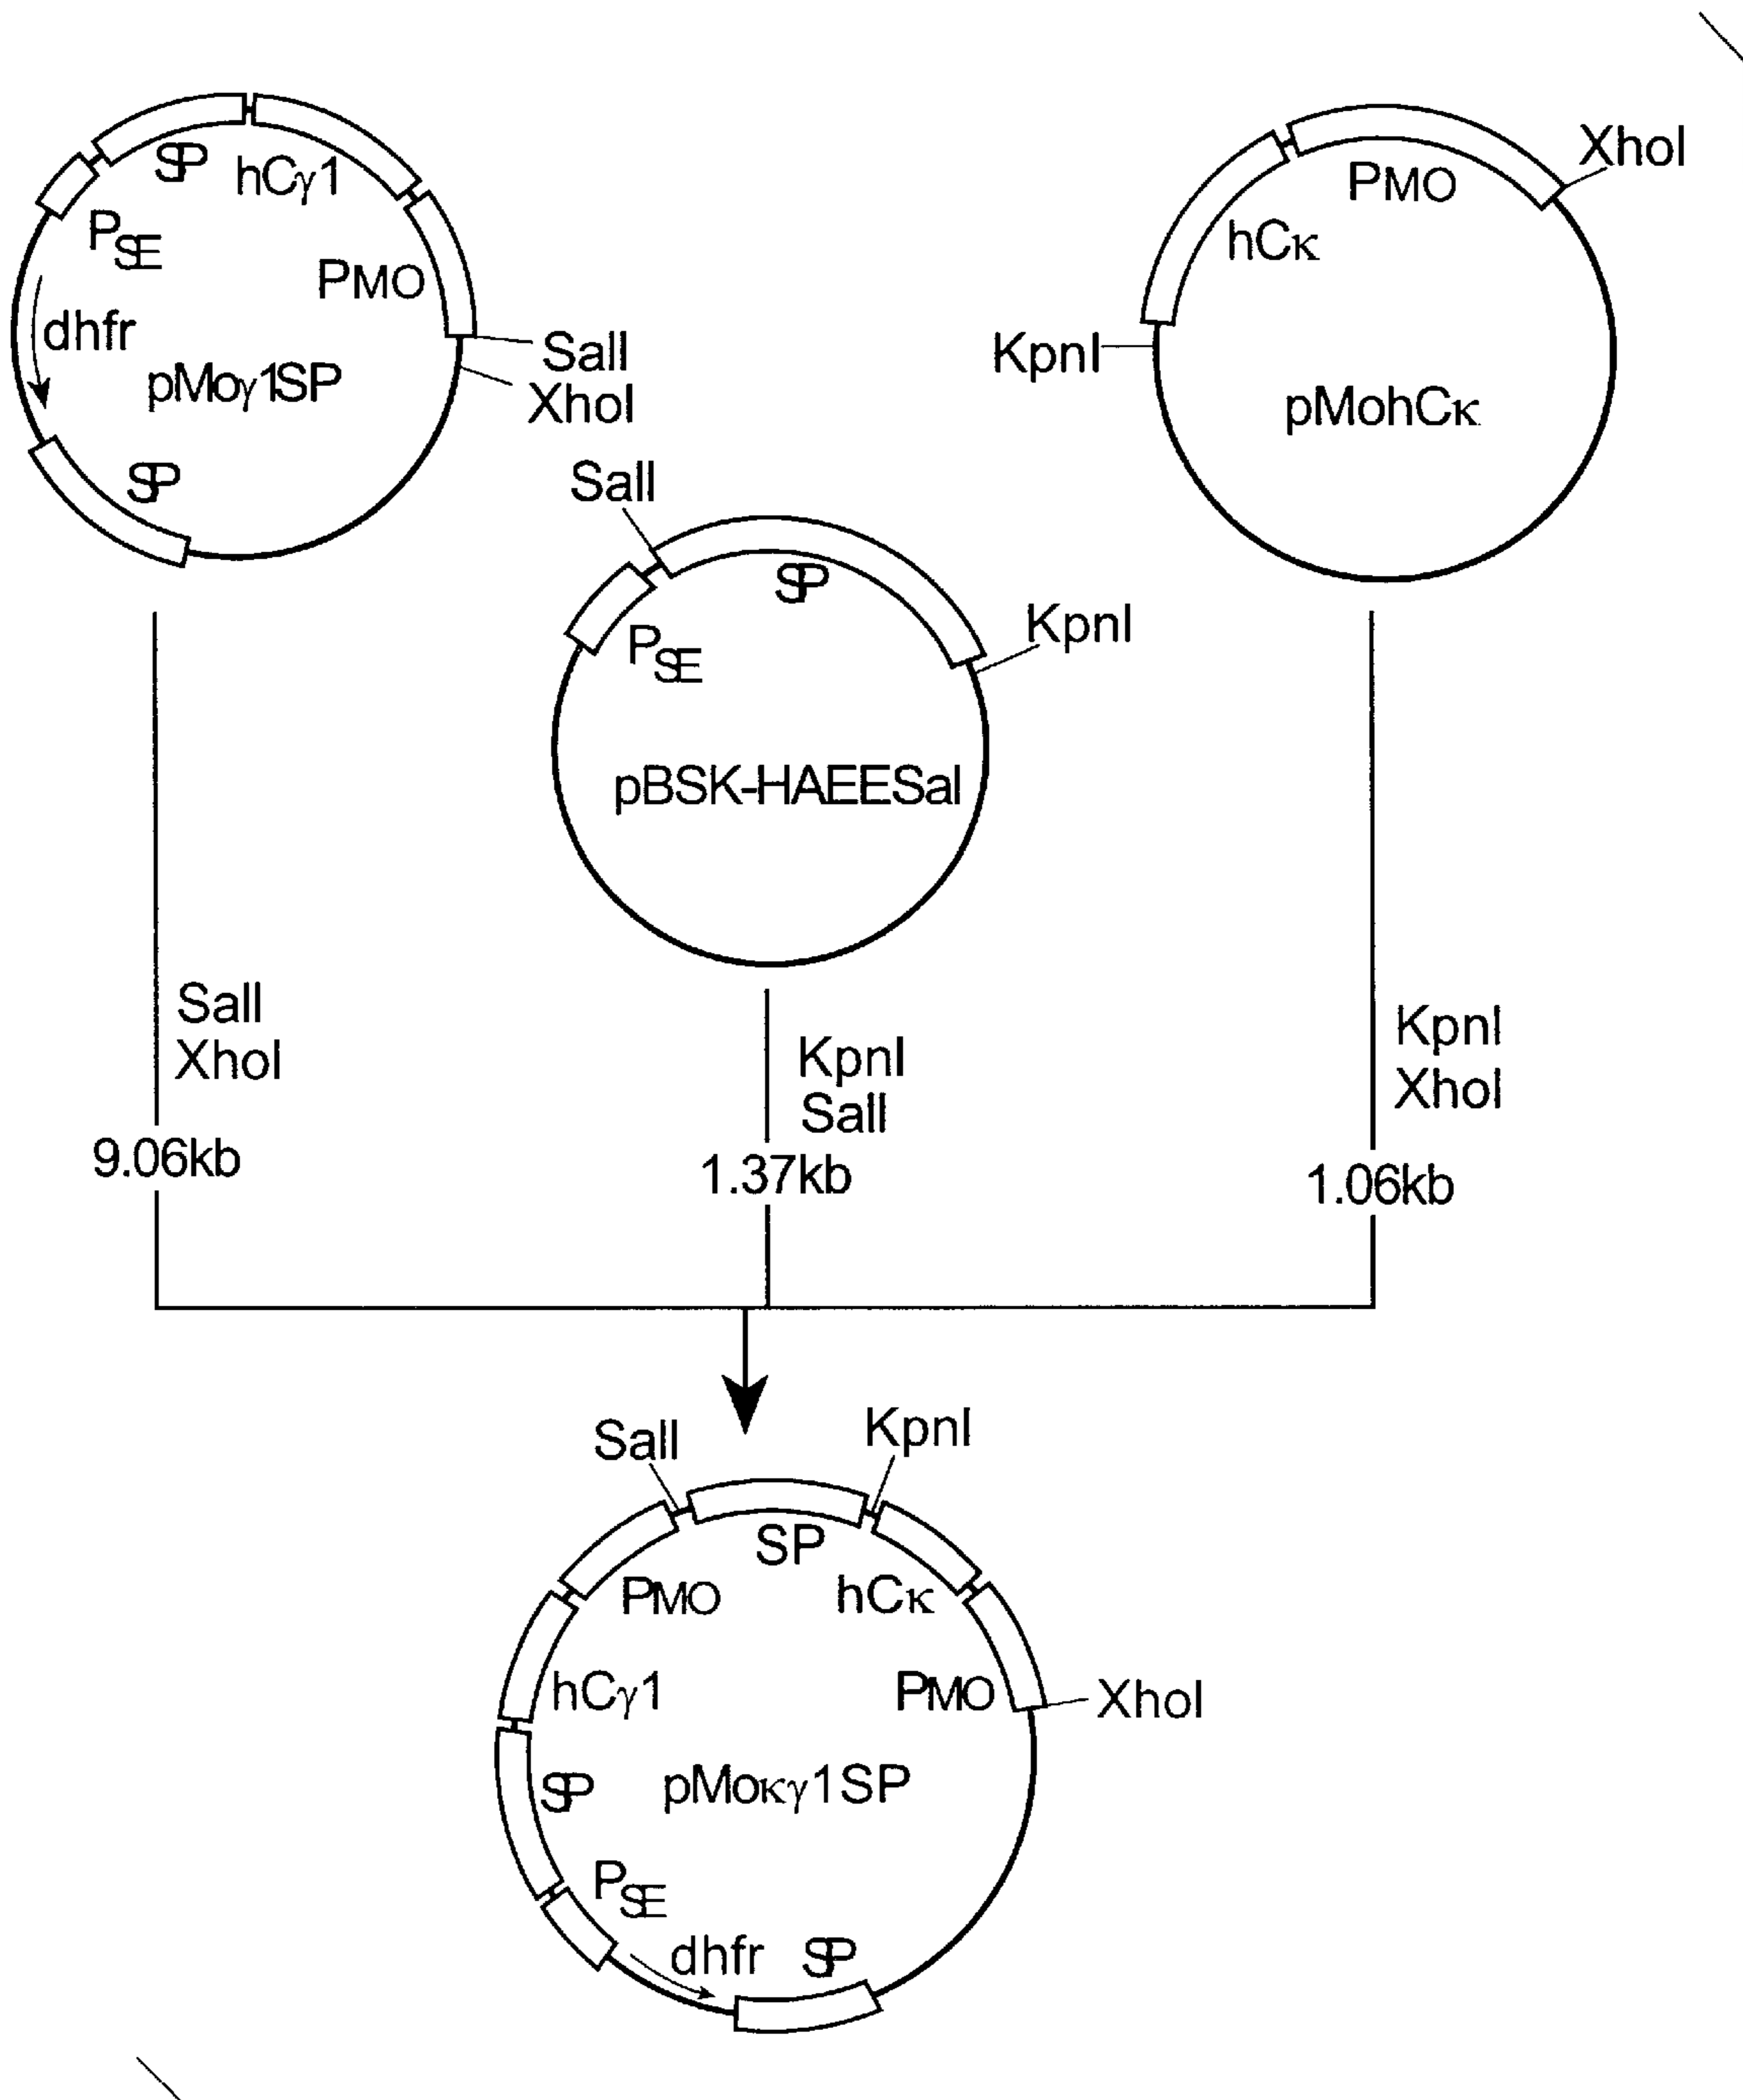 SP
hCγ1
PSE
PMO
dhfr
pMoγ1SP
SP
SalI
XhoI
XhoI
PMO
hCκ
KpnI
pMohCκ
SalI
SP
KpnI
PSE
pBSK-HAEESal
SalI
XhoI
9.06kb
KpnI
SalI
1.37kb
KpnI
XhoI
1.06kb
SalI
KpnI
SP
PMO
hCκ
hCγ1
PMO
XhoI
SP
pMoκγ1SP
PSE
dhfr
SP